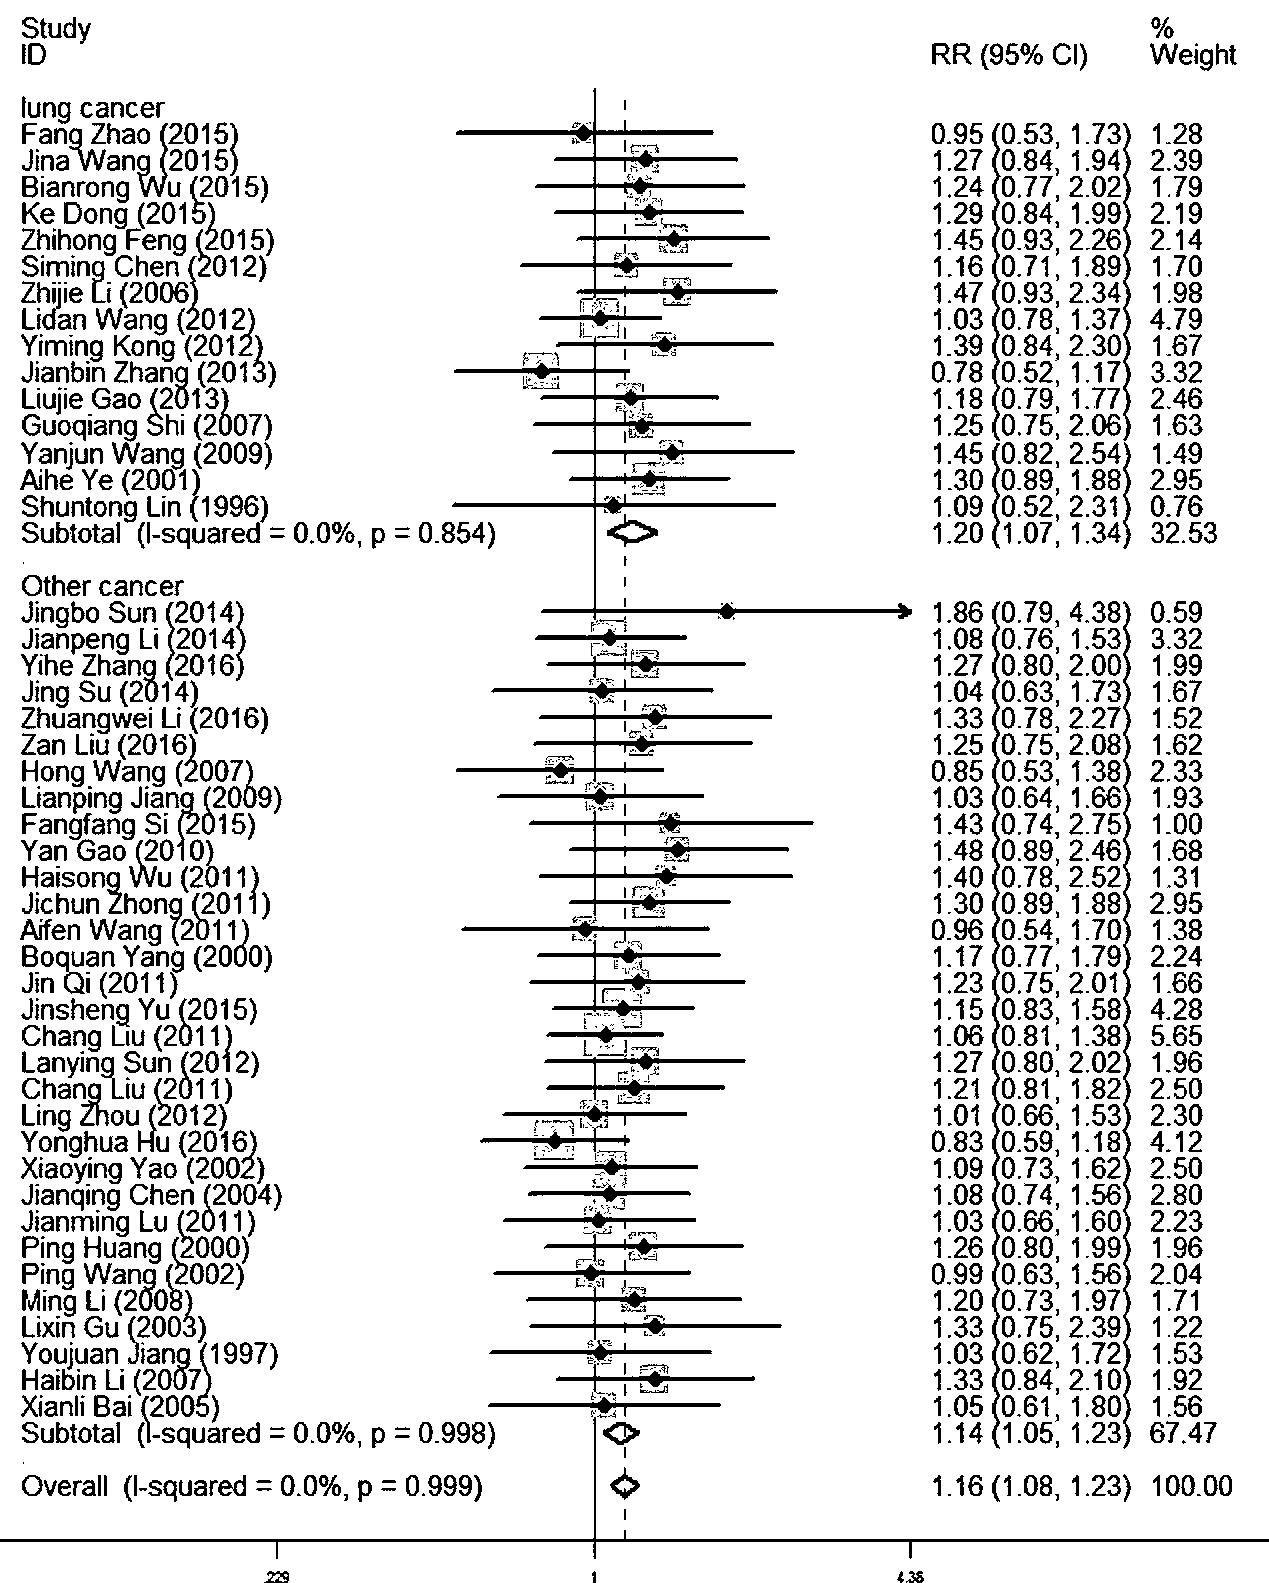 Study %
ID RR (95% CI) Weight
lung cancer
Fang Zhao (2015) 0.95 (0.53, 1.73) 1.28
Jina Wang (2015) 1.27 (0.84, 1.94) 2.39
Bianrong Wu (2015) 1.24 (0.77, 2.02) 1.79
Ke Dong (2015) 1.29 (0.84, 1.99) 2.19
Zhihong Feng (2015) 1.45 (0.93, 2.26) 2.14
Siming Chen (2012) 1.16 (0.71, 1.89) 1.70
Zhijie Li (2006) 1.47 (0.93, 2.34) 1.98
Lidan Wang (2012) 1.03 (0.78, 1.37) 4.79
Yiming Kong (2012) 1.39 (0.84, 2.30) 1.67
Jianbin Zhang (2013) 0.78 (0.52, 1.17) 3.32
Liujie Gao (2013) 1.18 (0.79, 1.77) 2.46
Guoqiang Shi (2007) 1.25 (0.75, 2.06) 1.63
Yanjun Wang (2009) 1.45 (0.82, 2.54) 1.49
Aihe Ye (2001) 1.30 (0.89, 1.88) 2.95
Shuntong Lin (1996) 1.09 (0.52, 2.31) 0.76
Subtotal (I-squared = 0.0%, p = 0.854) 1.20 (1.07, 1.34) 32.53
Other cancer
Jingbo Sun (2014) 1.86 (0.79, 4.38) 0.59
Jianpeng Li (2014) 1.08 (0.76, 1.53) 3.32
Yihe Zhang (2016) 1.27 (0.80, 2.00) 1.99
Jing Su (2014) 1.04 (0.63, 1.73) 1.67
Zhuangwei Li (2016) 1.33 (0.78, 2.27) 1.52
Zan Liu (2016) 1.25 (0.75, 2.08) 1.62
Hong Wang (2007) 0.85 (0.53, 1.38) 2.33
Lianping Jiang (2009) 1.03 (0.64, 1.66) 1.93
Fangfang Si (2015) 1.43 (0.74, 2.75) 1.00
Yan Gao (2010) 1.48 (0.89, 2.46) 1.68
Haisong Wu (2011) 1.40 (0.78, 2.52) 1.31
Jichun Zhong (2011) 1.30 (0.89, 1.88) 2.95
Aifen Wang (2011) 0.96 (0.54, 1.70) 1.38
Boquan Yang (2000) 1.17 (0.77, 1.79) 2.24
Jin Qi (2011) 1.23 (0.75, 2.01) 1.66
Jinsheng Yu (2015) 1.15 (0.83, 1.58) 4.28
Chang Liu (2011) 1.06 (0.81, 1.38) 5.65
Lanying Sun (2012) 1.27 (0.80, 2.02) 1.96
Chang Liu (2011) 1.21 (0.81, 1.82) 2.50
Ling Zhou (2012) 1.01 (0.66, 1.53) 2.30
Yonghua Hu (2016) 0.83 (0.59, 1.18) 4.12
Xiaoying Yao (2002) 1.09 (0.73, 1.62) 2.50
Jianqing Chen (2004) 1.08 (0.74, 1.56) 2.80
Jianming Lu (2011) 1.03 (0.66, 1.60) 2.23
Ping Huang (2000) 1.26 (0.80, 1.99) 1.96
Ping Wang (2002) 0.99 (0.63, 1.56) 2.04
Ming Li (2008) 1.20 (0.73, 1.97) 1.71
Lixin Gu (2003) 1.33 (0.75, 2.39) 1.22
Youjuan Jiang (1997) 1.03 (0.62, 1.72) 1.53
Haibin Li (2007) 1.33 (0.84, 2.10) 1.92
Xianli Bai (2005) 1.05 (0.61, 1.80) 1.56
Subtotal (I-squared = 0.0%, p = 0.998) 1.14 (1.05, 1.23) 67.47
Overall (I-squared = 0.0%, p = 0.999) 1.16 (1.08, 1.23) 100.00
.229 1 4.38